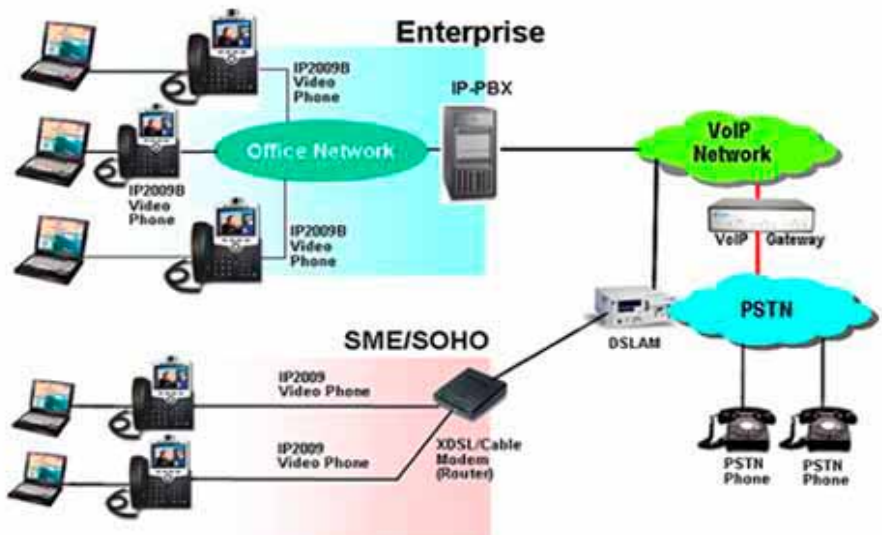 Enterprise
IP2009B
Video
Phone
IP-PBX
VoIP
Network
Office Network
IP2009B
Video
Phone
IP2009B
Video
Phone
VoIP Gateway
PSTN
DSLAM
SME/SOHO
IP2009
Video Phone
IP2009
Video Phone
XDSL/Cable
Modem
(Router)
PSTN
Phone
PSTN
Phone